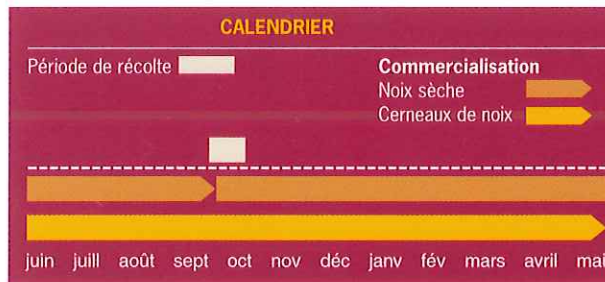 CALENDRIER
Période de récolte
Commercialisation
Noix sèche
Cerneaux de noix
juin juill août sept oct nov déc janv fév mars avril mai